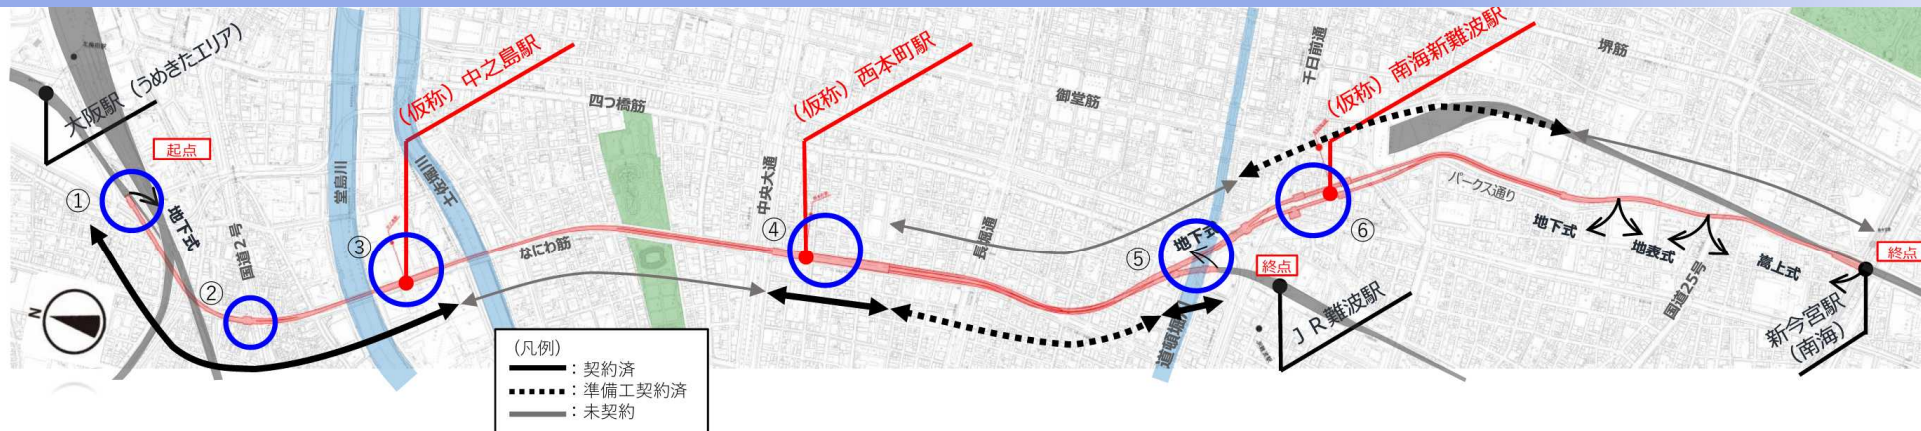 大阪駅（うめきたエリア）
起点
①
地下式
②
国道2号
堂島川
③
（仮称）中之島駅
土佐堀川
なにわ筋
四つ橋筋
中央大通
④
（仮称）西本町駅
長堀通
御堂筋
⑤
地下式
道頓堀川
終点
ＪＲ難波駅
千日前通
（仮称）南海新難波駅
⑥
堺筋
パークス通り
地下式
地表式
国道25号
嵩上式
終点
新今宮駅
（南海）
N
（凡例）
：契約済
：準備工契約済
：未契約